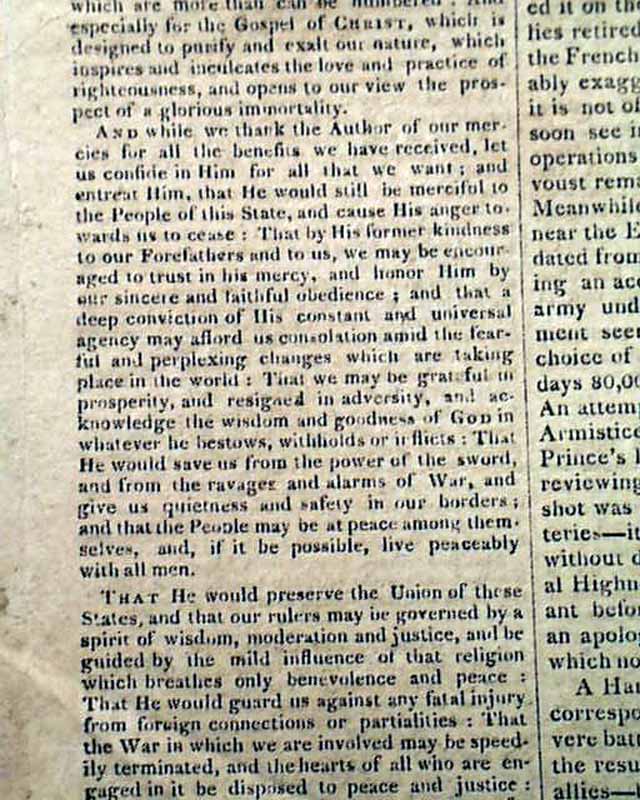 which are more than can be numbered : And
especially for the Gospel of CHRIST, which is
designed to purify and exalt our nature, which
inspires and inculcates the love and practice of
righteousness, and opens to our view the pros-
pect of a glorious immortality.
AND while we thank the Author of our mer-
cies for all the benefits we have received, let
us confide in Him for all that we want ; and
entreat Him, that He would still be merciful to
the People of this State, and cause His anger to-
wards us to cease : That by His former kindness
to our Forefathers and to us, we may be encour-
aged to trust in his mercy, and honor Him by
our sincere and faithful obedience ; and that a
deep conviction of His constant and universal
agency may afford us consolation amid the fear-
ful and perplexing changes which are taking
place in the world : That we may be grateful in
prosperity, and resigned in adversity, and ac-
knowledge the wisdom and goodness of GOD in
whatever he bestows, withholds or inflicts : That
He would save us from the power of the sword,
and from the ravages and alarms of War, and
give us quietness and safety in our borders ;
and that the People may be at peace among them-
selves, and, if it be possible, live peaceably
with all men.
THAT He would preserve the Union of these
States, and that our rulers may be governed by a
spirit of wisdom, moderation and justice, and be
guided by the mild influence of that religion
which breathes only benevolence and peace :
That He would guard us against any fatal injury
from foreign connections or partialities : That
the War in which we are involved may be speed-
ily terminated, and the hearts of all who are en-
gaged in it be disposed to peace and justice :
ed it on th
lies retired
the French
ably exagg
it is not o
soon see
operations
voust rema
Meanwhile
near the E
dated from
ing an acc
army und
ment seem
choice of
days 80,00
An attemp
Armistice
Prince's
reviewing
shot was
teries—it
without d
al Highn
ant befor
an apolog
which no
A Ha
correspo
vere batt
the resu
allies—